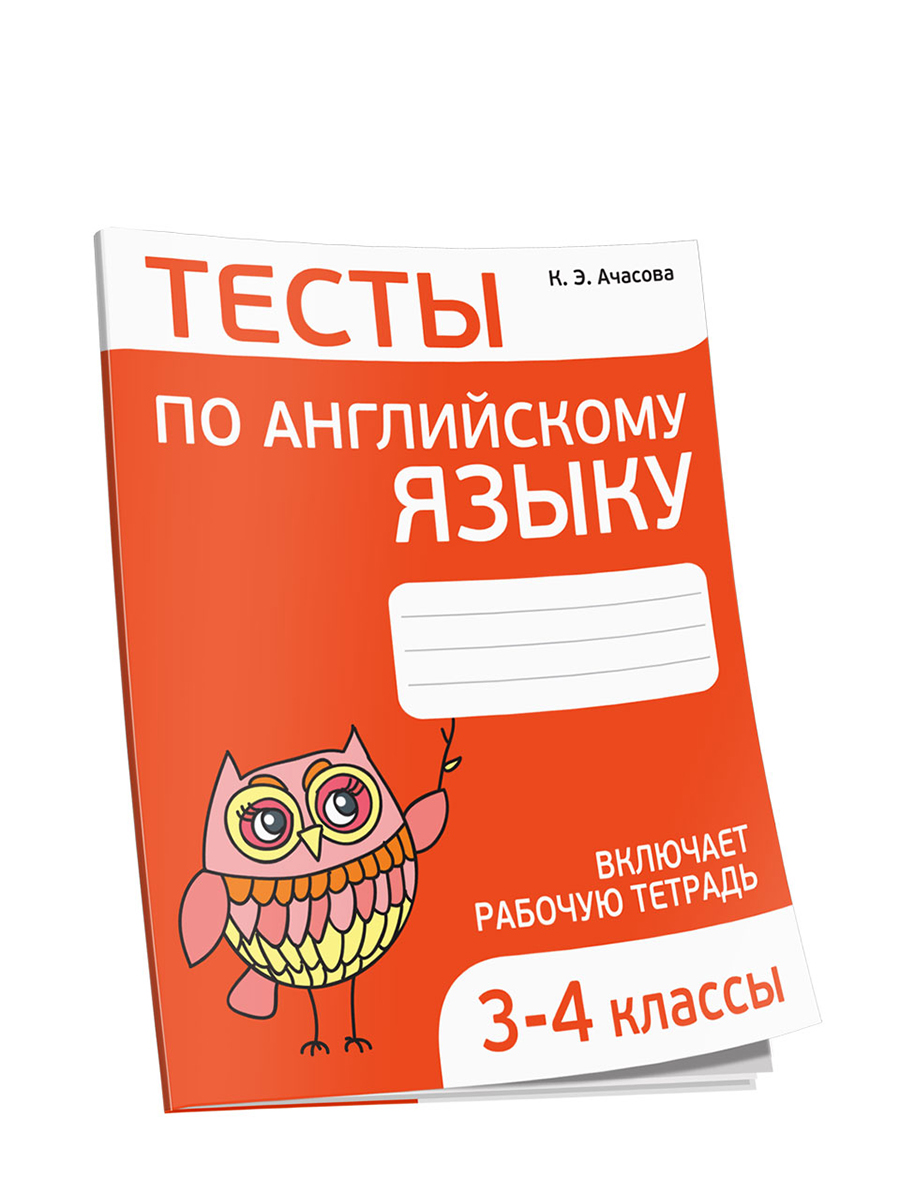 ТЕСТЫ
К. Э. Ачасова
ПО АНГЛИЙСКОМУ
ЯЗЫКУ
ВКЛЮЧАЕТ
РАБОЧУЮ ТЕТРАДЬ
3-4 классы